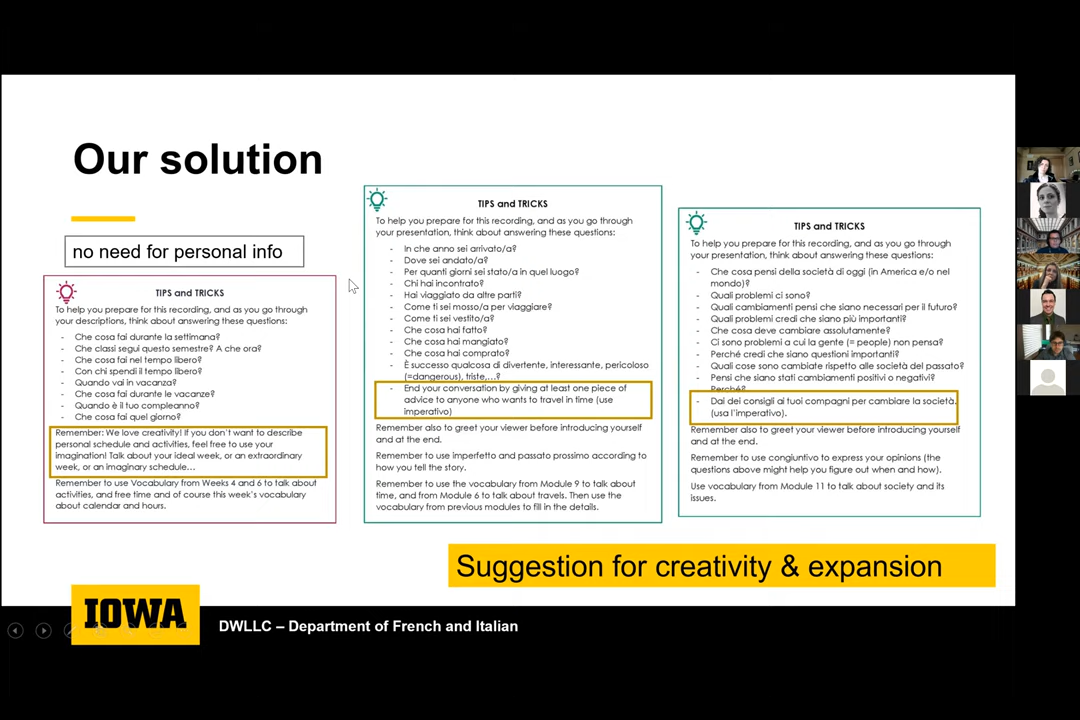 Our solution
no need for personal info
TIPS and TRICKS
To help you prepare for this recording, and as you go through
your descriptions, think about answering these questions:
- Che cosa fai durante la settimana?
- Che classi segui questo semestre? A che ora?
- Che cosa fai nel tempo libero?
- Con chi spendi il tempo libero?
- Quando vai in vacanza?
- Che cosa fai durante le vacanze?
- Quando è il tuo compleanno?
- Che cosa fai quel giorno?
Remember: We love creativity! If you don't want to describe
personal schedule and activities, feel free to use your
imagination! Talk about your ideal week, or an extraordinary
week, or an imaginary schedule…
Remember to use Vocabulary from Weeks 4 and 6 to talk about
activities, and free time and of course this week's vocabulary
about calendar and hours.
TIPS and TRICKS
To help you prepare for this recording, and as you go through
your presentation, think about answering these questions:
- In che anno sei arrivato/a?
- Dove sei andato/a?
- Per quanti giorni sei stato/a in quel luogo?
- Chi hai incontrato?
- Hai viaggiato da altre parti?
- Come ti sei mosso/a per viaggiare?
- Come ti sei vestito/a?
- Che cosa hai fatto?
- Che cosa hai mangiato?
- Che cosa hai comprato?
- È successo qualcosa di divertente, interessante, pericoloso
(=dangerous), triste,…?
- End your conversation by giving at least one piece of
advice to anyone who wants to travel in time (use
imperativo)
Remember also to greet your viewer before introducing yourself
and at the end.
Remember to use imperfetto and passato prossimo according to
how you tell the story.
Remember to use the vocabulary from Module 9 to talk about
time, and from Module 6 to talk about travels. Then use the
vocabulary from previous modules to fill in the details.
TIPS and TRICKS
To help you prepare for this recording, and as you go through
your presentation, think about answering these questions:
- Che cosa pensi della società di oggi (in America e/o nel
mondo)?
- Quali problemi ci sono?
- Quali cambiamenti pensi che siano necessari per il futuro?
- Quali problemi credi che siano più importanti?
- Che cosa deve cambiare assolutamente?
- Ci sono problemi a cui la gente (= people) non pensa?
- Perché credi che siano questioni importanti?
- Quali cose sono cambiate rispetto alle società del passato?
- Pensi che siano stati cambiamenti positivi o negativi?
Perché?
- Dai dei consigli ai tuoi compagni per cambiare la società.
(usa l'imperativo).
Remember also to greet your viewer before introducing yourself
and at the end.
Remember to use congiuntivo to express your opinions (the
questions above might help you figure out when and how).
Use vocabulary from Module 11 to talk about society and its
issues.
Suggestion for creativity & expansion
IOWA
DWLLC – Department of French and Italian